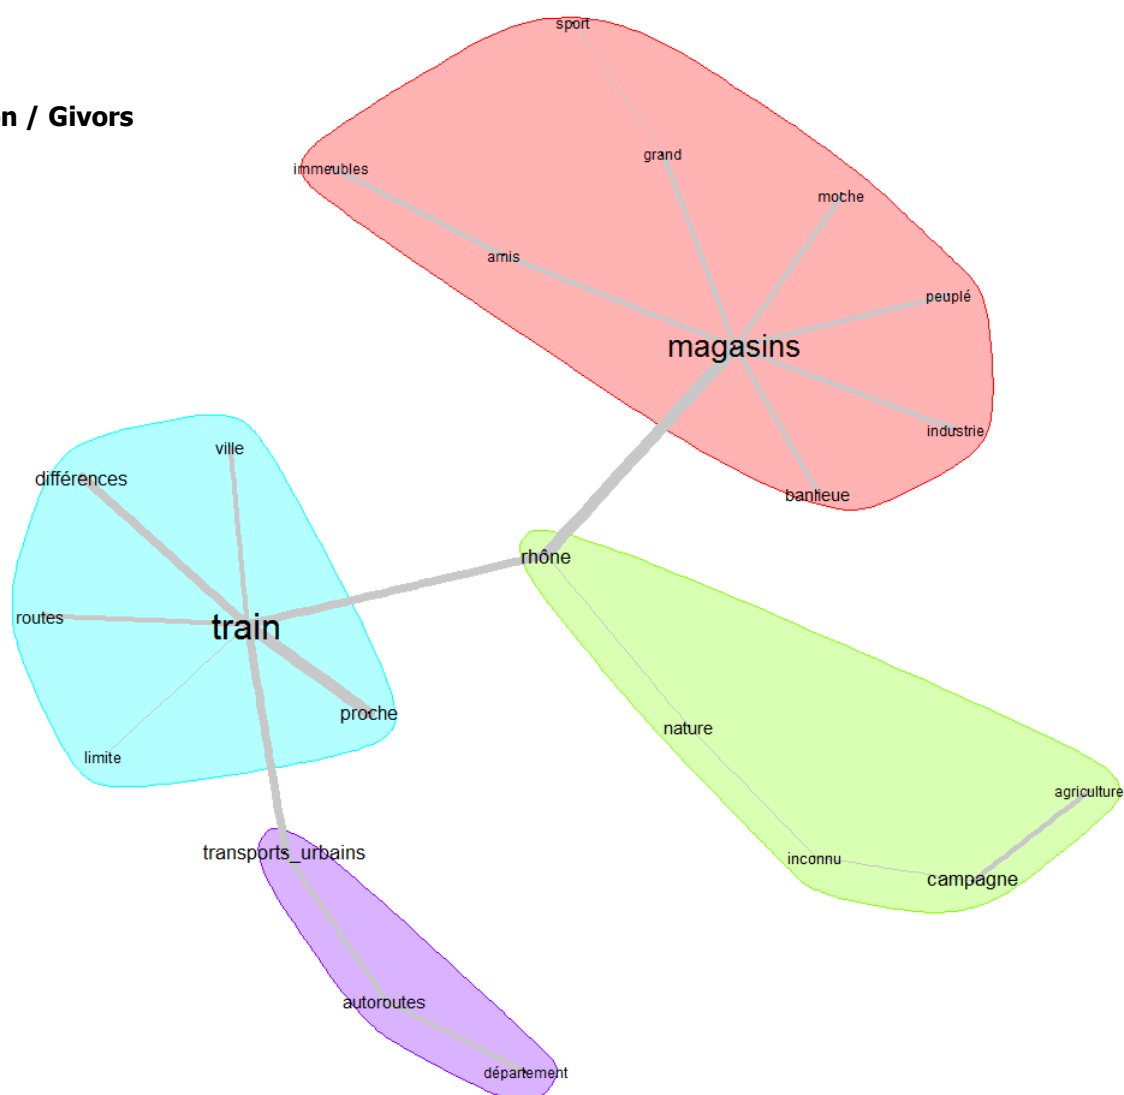 sport
n / Givors
grand
immeubles
moche
amis
peuplé
magasins
industrie
ville
différences
banlieue
rhône
routes
train
proche
nature
limite
agriculture
transports_urbains
inconnu
campagne
autoroutes
département